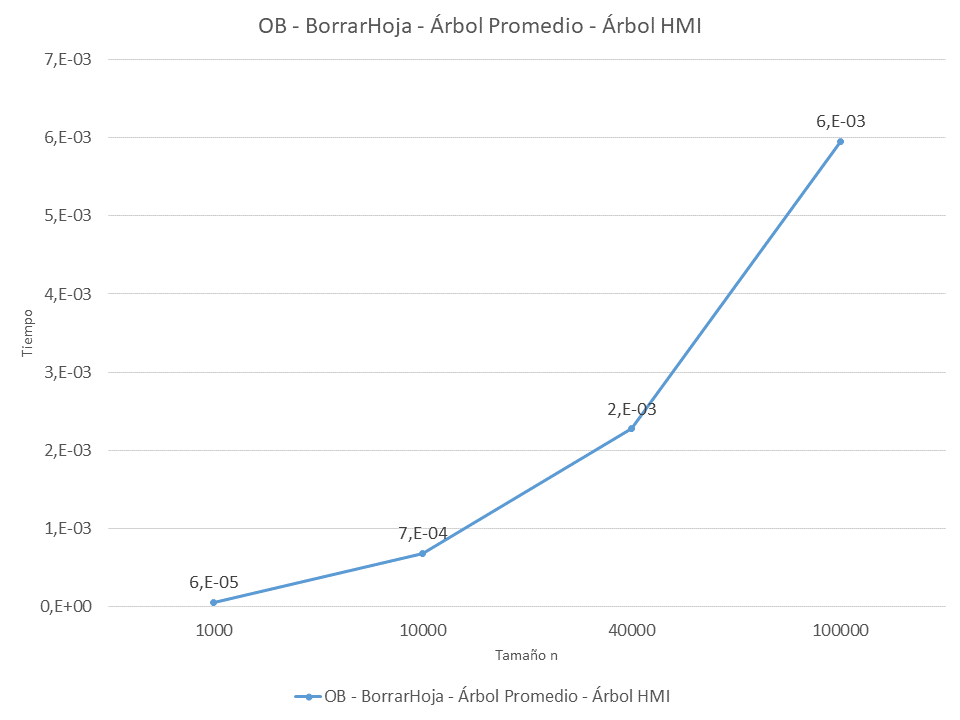 OB - BorrarHoja - Árbol Promedio - Árbol HMI
7,E-03
6,E-03
6,E-03
5,E-03
4,E-03
Tiempo
3,E-03
2,E-03
2,E-03
1,E-03
7,E-04
6,E-05
0,E+00
1000 10000 40000 100000
Tamaño n
OB - BorrarHoja - Árbol Promedio - Árbol HMI